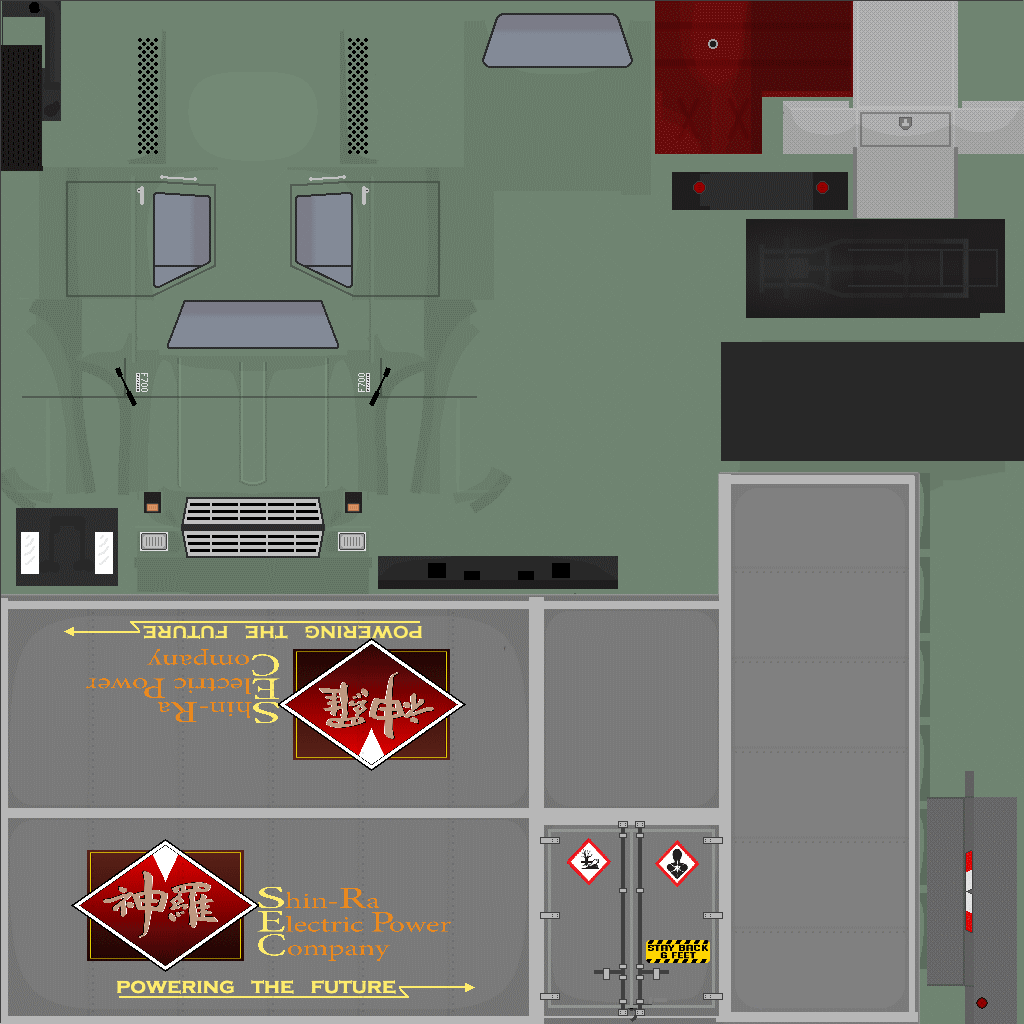 F700
F700
POWERING THE FUTURE
Company
Electric Power
Shin-Ra
神羅
神羅
Shin-Ra
Electric Power
Company
POWERING THE FUTURE
STAY BACK
6 FEET